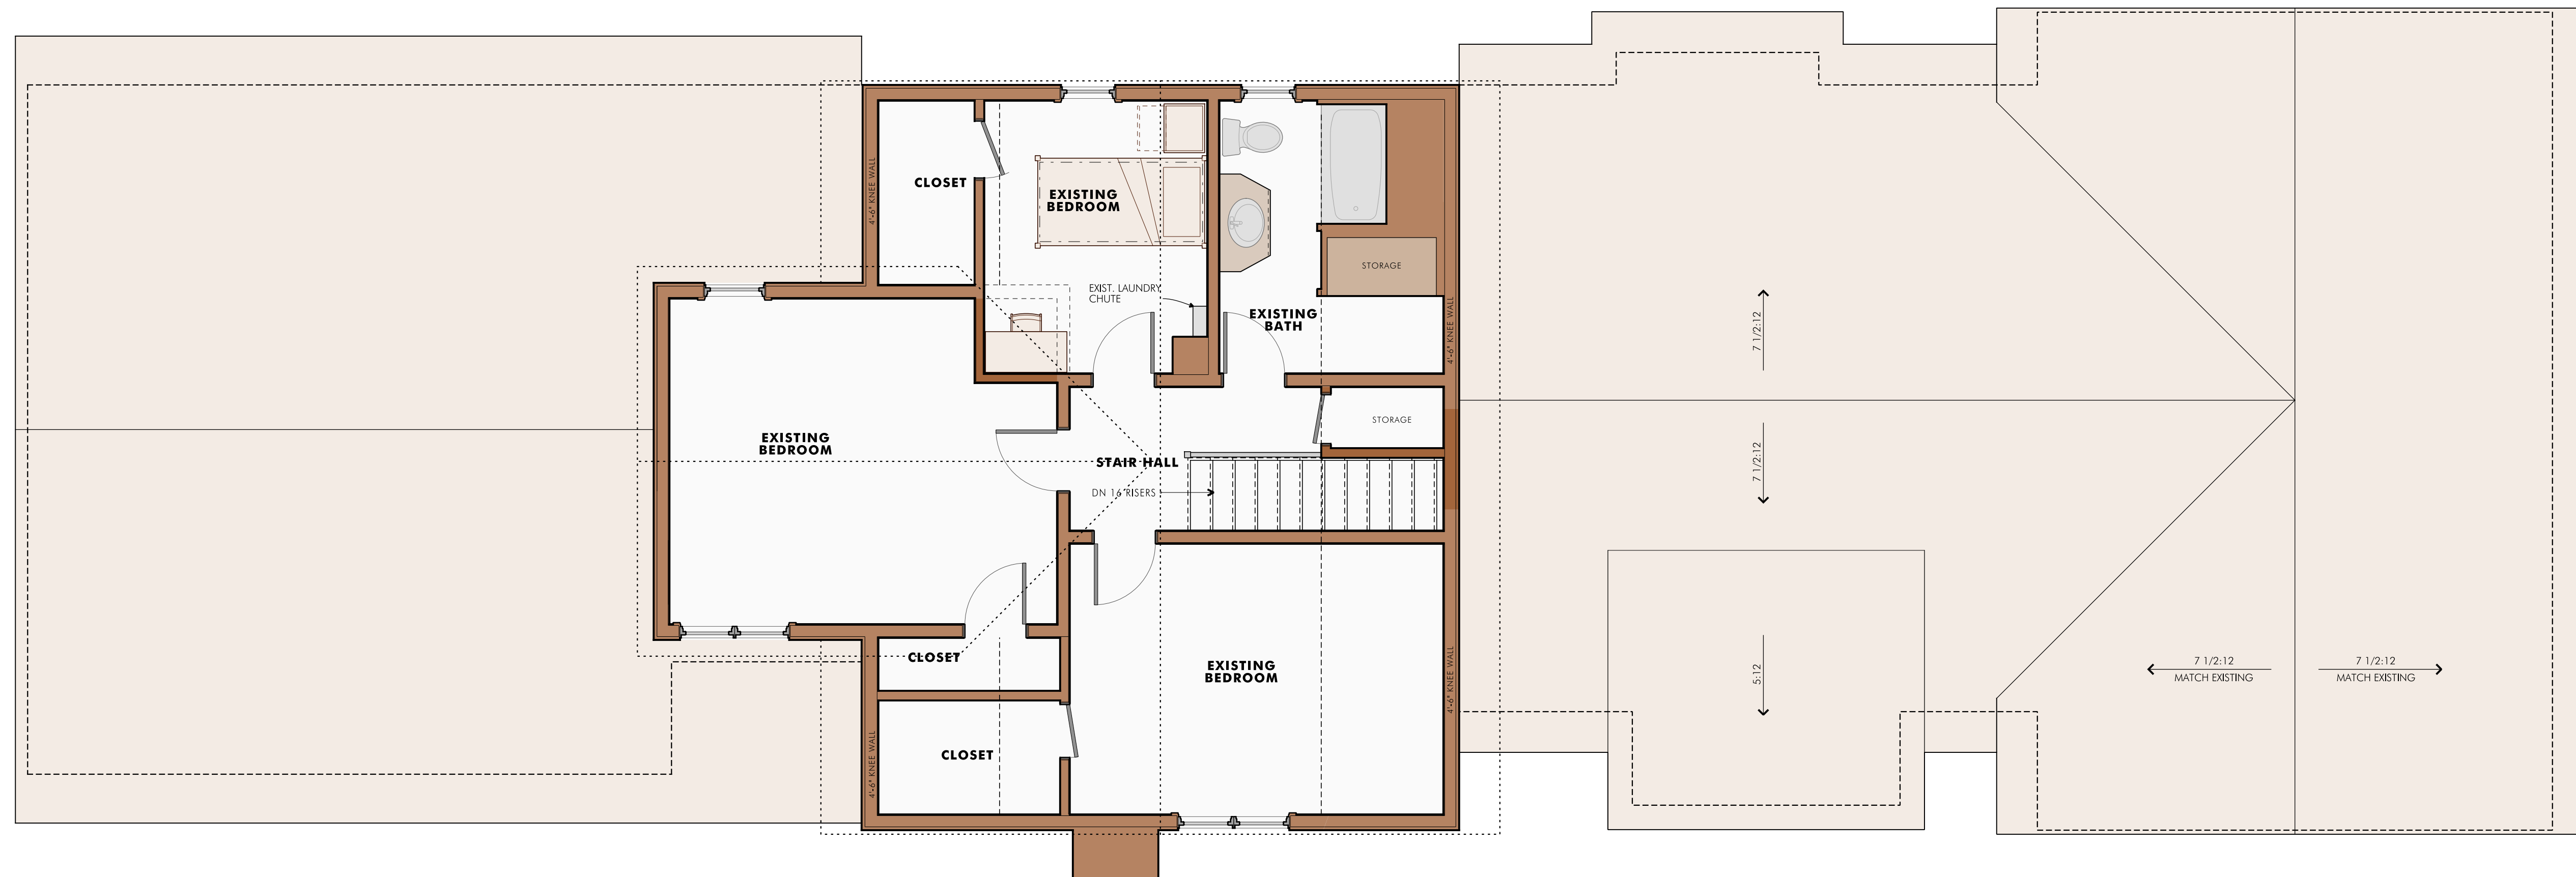 4'-6" KNEE WALL
CLOSET
EXISTING
BEDROOM
EXIST. LAUNDRY
CHUTE
STORAGE
EXISTING
BATH
4'-6" KNEE WALL
7 1/2:12
STORAGE
EXISTING
BEDROOM
STAIR HALL
DN 16 RISERS
7 1/2:12
CLOSET
EXISTING
BEDROOM
4'-6" KNEE WALL
5:12
7 1/2:12
MATCH EXISTING
7 1/2:12
MATCH EXISTING
CLOSET
4'-6" KNEE WALL